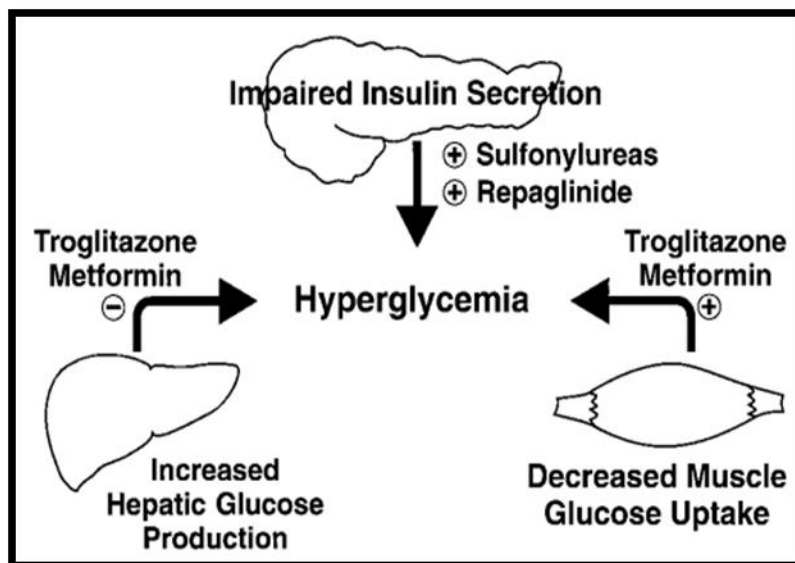 Impaired Insulin Secretion
⊕ Sulfonylureas
⊕ Repaglinide
Troglitazone
Metformin
⊖
Hyperglycemia
Troglitazone
Metformin
⊕
Increased
Hepatic Glucose
Production
Decreased Muscle
Glucose Uptake